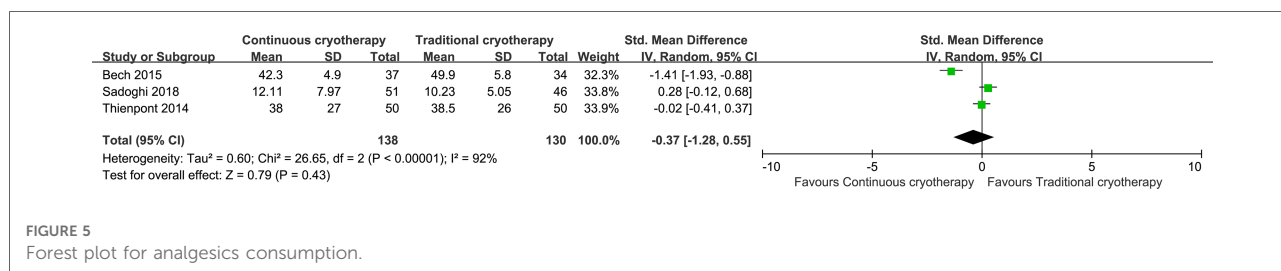 Continuous cryotherapy Traditional cryotherapy Std. Mean Difference Std. Mean Difference
Study or Subgroup Mean SD Total Mean SD Total Weight IV, Random, 95% CI IV, Random, 95% CI
Bech 2015 42.3 4.9 37 49.9 5.8 34 32.3% -1.41 [-1.93, -0.88]
Sadoghi 2018 12.11 7.97 51 10.23 5.05 46 33.8% 0.28 [-0.12, 0.68]
Thienpont 2014 38 27 50 38.5 26 50 33.9% -0.02 [-0.41, 0.37]
Total (95% CI) 138 130 100.0% -0.37 [-1.28, 0.55]
Heterogeneity: Tau² = 0.60; Chi² = 26.65, df = 2 (P < 0.00001); I² = 92%
Test for overall effect: Z = 0.79 (P = 0.43)
-10 -5 0 5 10
Favours Continuous cryotherapy Favours Traditional cryotherapy
FIGURE 5
Forest plot for analgesics consumption.